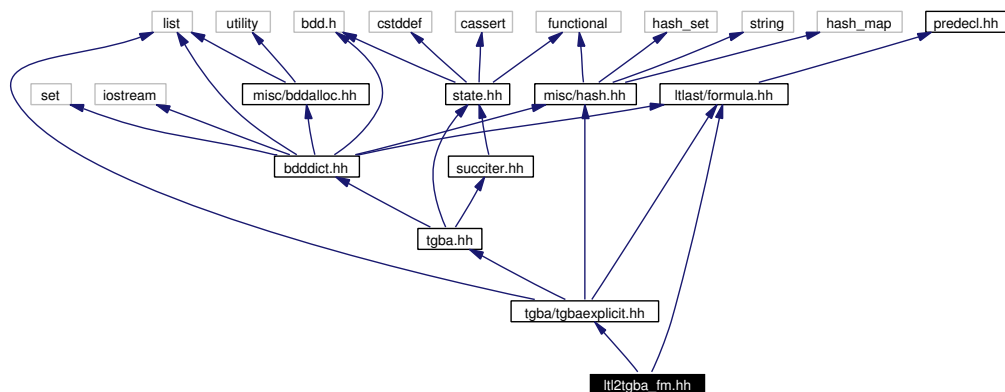 list
utility
bdd.h
cstddef
cassert
functional
hash_set
string
hash_map
predecl.hh
set
iostream
misc/bddalloc.hh
state.hh
misc/hash.hh
ltlast/formula.hh
bdddict.hh
succiter.hh
tgba.hh
tgba/tgbaexplicit.hh
ltl2tgba_fm.hh